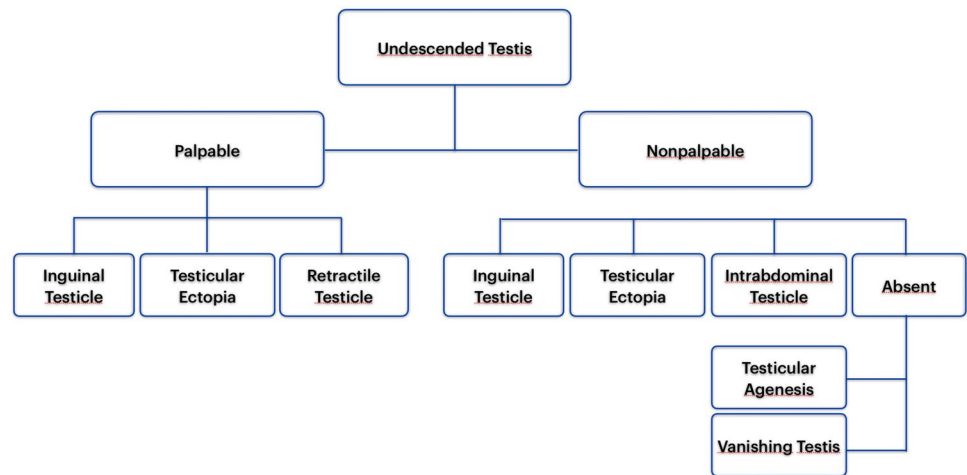 Undescended Testis
Palpable
Nonpalpable
Inguinal
Testicle
Testicular
Ectopia
Retractile
Testicle
Inguinal
Testicle
Testicular
Ectopia
Intrabdominal
Testicle
Absent
Testicular
Agenesis
Vanishing Testis